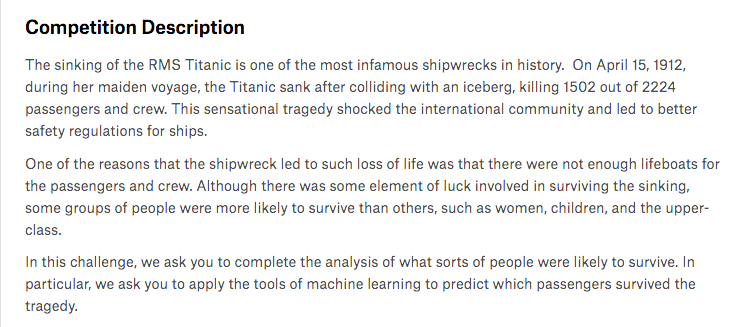 Competition Description
The sinking of the RMS Titanic is one of the most infamous shipwrecks in history.  On April 15, 1912,
during her maiden voyage, the Titanic sank after colliding with an iceberg, killing 1502 out of 2224
passengers and crew. This sensational tragedy shocked the international community and led to better
safety regulations for ships.
One of the reasons that the shipwreck led to such loss of life was that there were not enough lifeboats for
the passengers and crew. Although there was some element of luck involved in surviving the sinking,
some groups of people were more likely to survive than others, such as women, children, and the upper-
class.
In this challenge, we ask you to complete the analysis of what sorts of people were likely to survive. In
particular, we ask you to apply the tools of machine learning to predict which passengers survived the
tragedy.